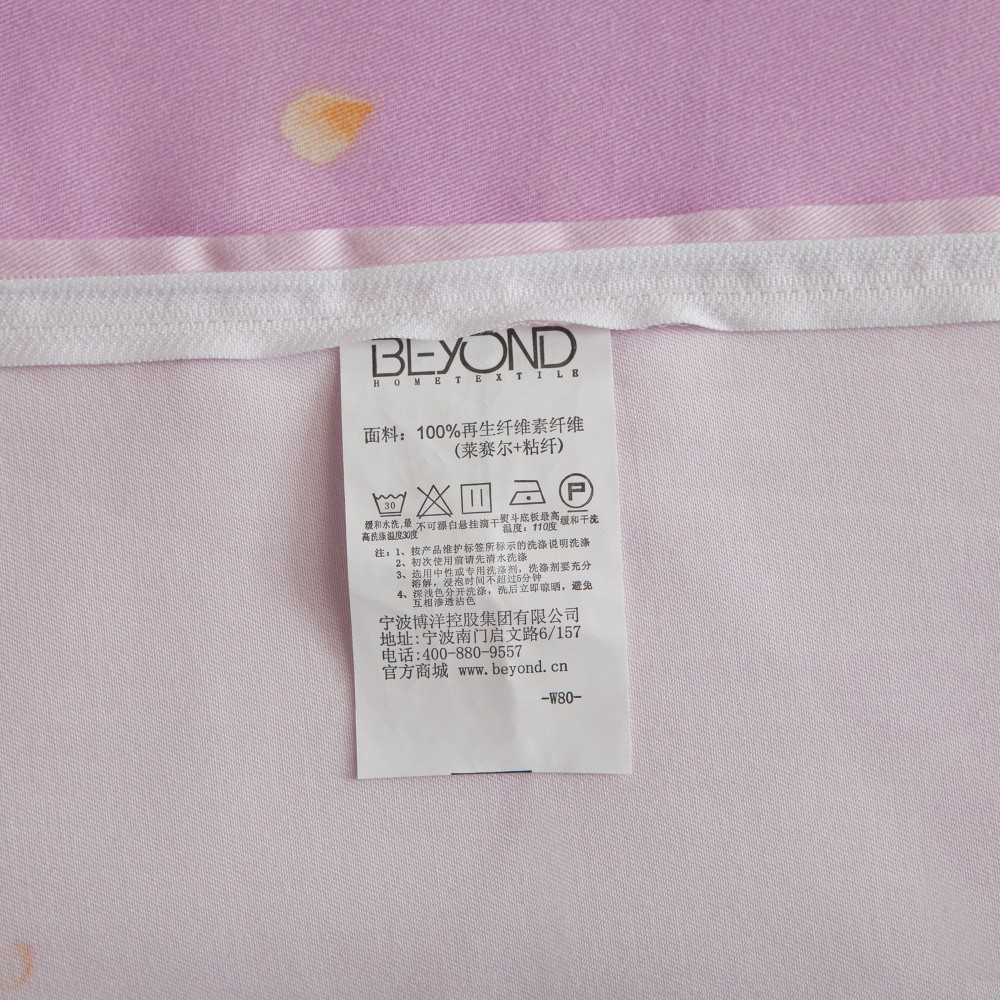 BEYOND
HOMETEXTILE
面料：100%再生纤维素纤维
(莱赛尔+粘纤)
30 P
缓和水洗,最高洗涤温度30度
不可漂白
悬挂滴干
熨斗底板最高温度：110度
缓和干洗
注：1、按产品维护标签所标示的洗涤说明洗涤
2、初次使用前请先清水洗涤
3、选用中性或专用洗涤剂，洗涤剂要充分
溶解，浸泡时间不超过5分钟
4、深浅色分开洗涤，洗后立即晾晒，避免
互相渗透沾色
宁波博洋控股集团有限公司
地址:宁波南门启文路6/157
电话:400-880-9557
官方商城 www.beyond.cn
-W80-